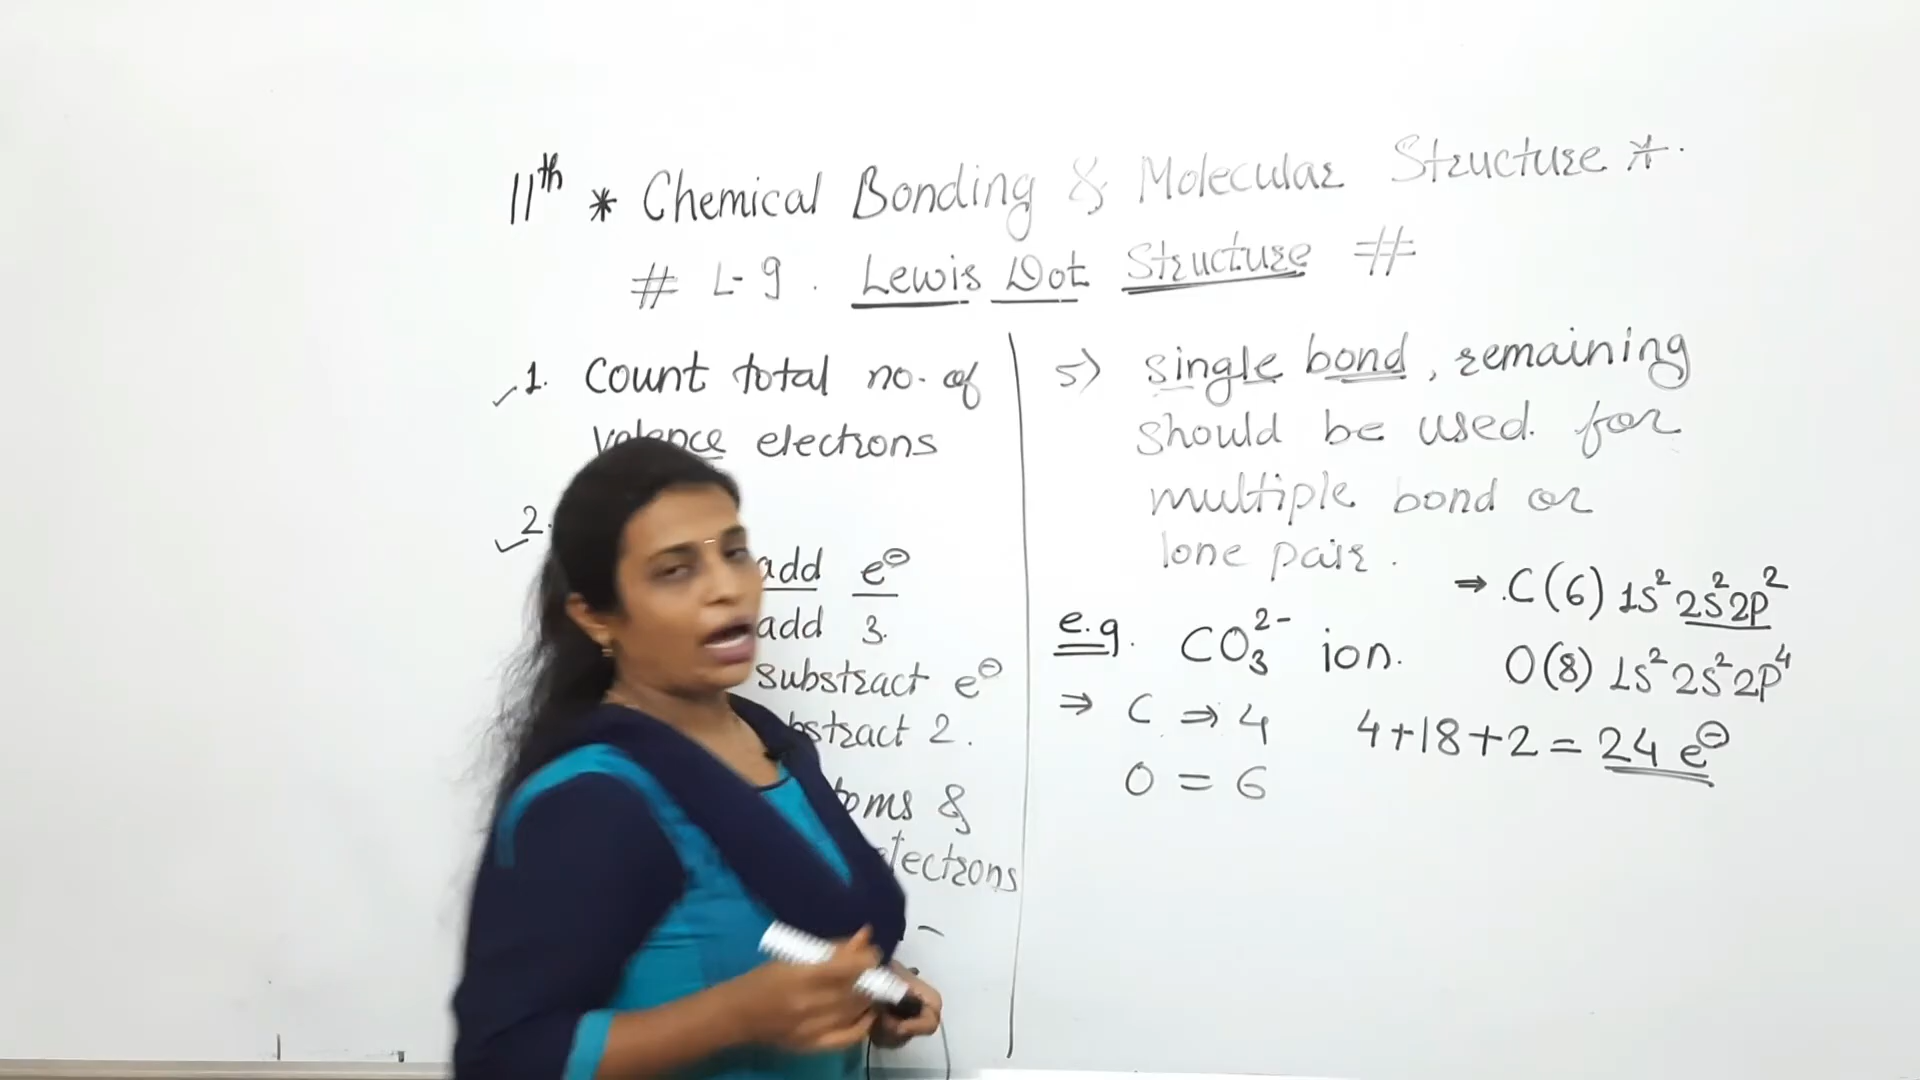 11th * Chemical Bonding & Molecular Structure *.
# L-9. Lewis Dot Structure #
✓1. Count total no. of
valence electrons
✓2.
add e⊖
add 3.
substract e⊖
substract 2.
&
electrons
5) single bond, remaining
should be used for
multiple bond or
lone pair.
e.g. CO₃²⁻ ion.
⇒ C ⇒ 4
O = 6
⇒ C(6) 1s² 2s² 2p²
O(8) 1s² 2s² 2p⁴
4+18+2 = 24 e⊖